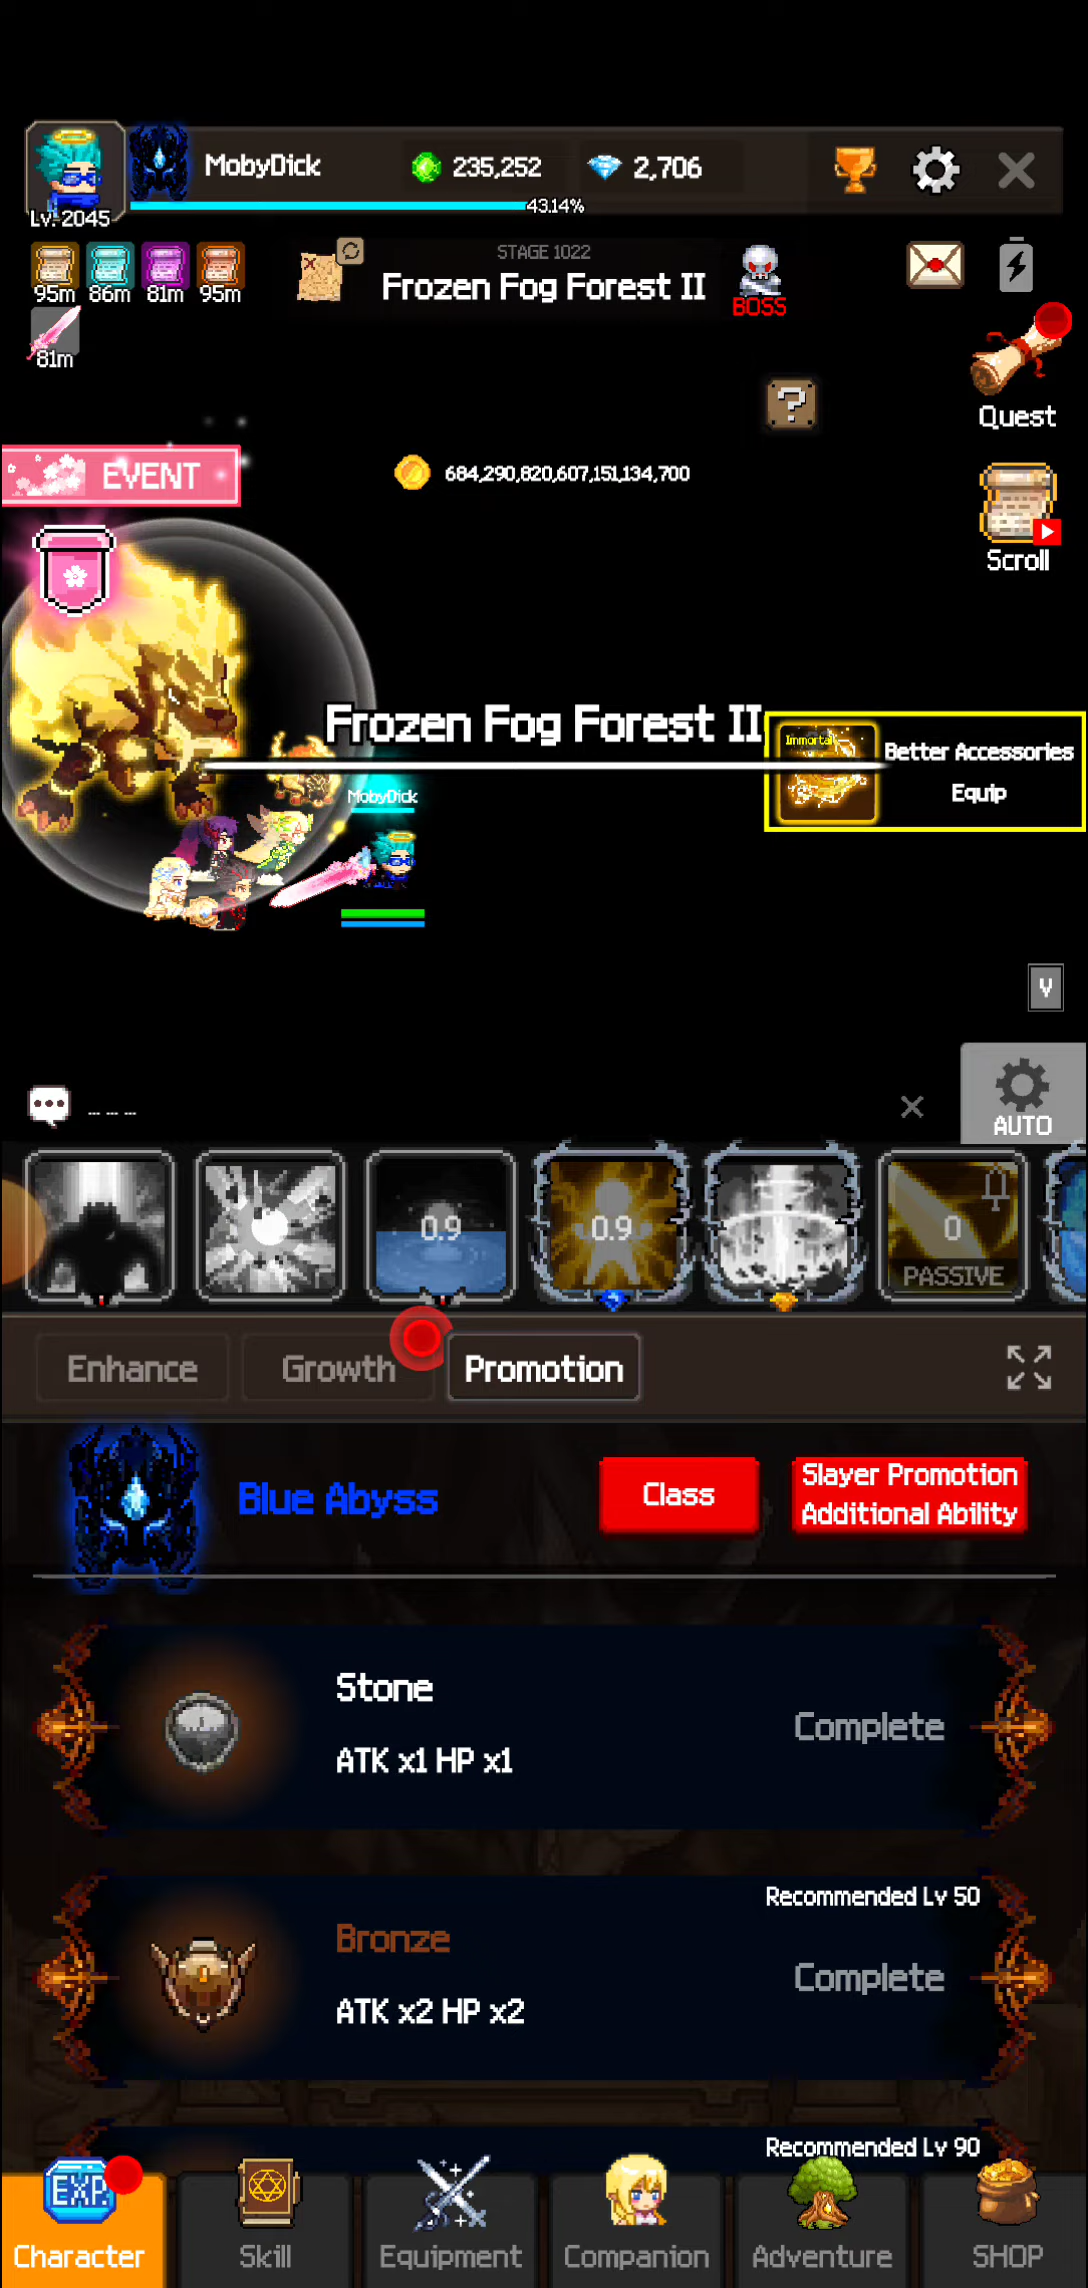 MobyDick
235,252
2,706
Lv. 2045
43.14%
95m
86m
81m
95m
STAGE 1022
Frozen Fog Forest II
BOSS
81m
?
Quest
EVENT
684,290,820,607,151,134,700
Scroll
Frozen Fog Forest II
Immortal
Better Accessories
Equip
MobyDick
V
- - -
AUTO
0.9
0.9
0
PASSIVE
Enhance
Growth
Promotion
Blue Abyss
Class
Slayer Promotion
Additional Ability
Stone
ATK x1 HP x1
Complete
Recommended Lv 50
Bronze
ATK x2 HP x2
Complete
Recommended Lv 90
EXP.
Character
Skill
Equipment
Companion
Adventure
SHOP